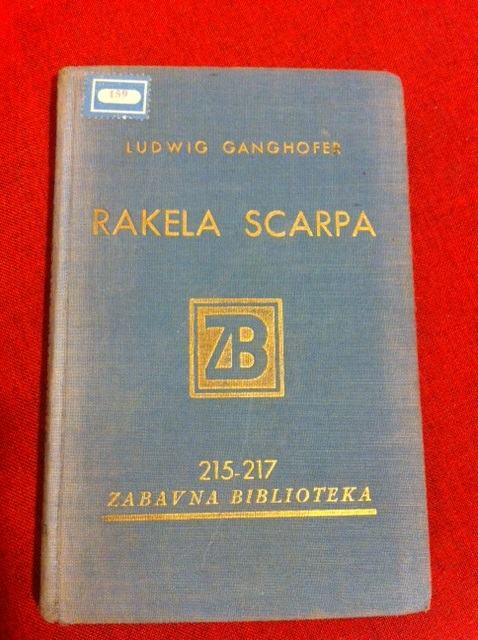 189
LUDWIG GANGHOFER
RAKELA SCARPA
ZB
215-217
ZABAVNA BIBLIOTEKA